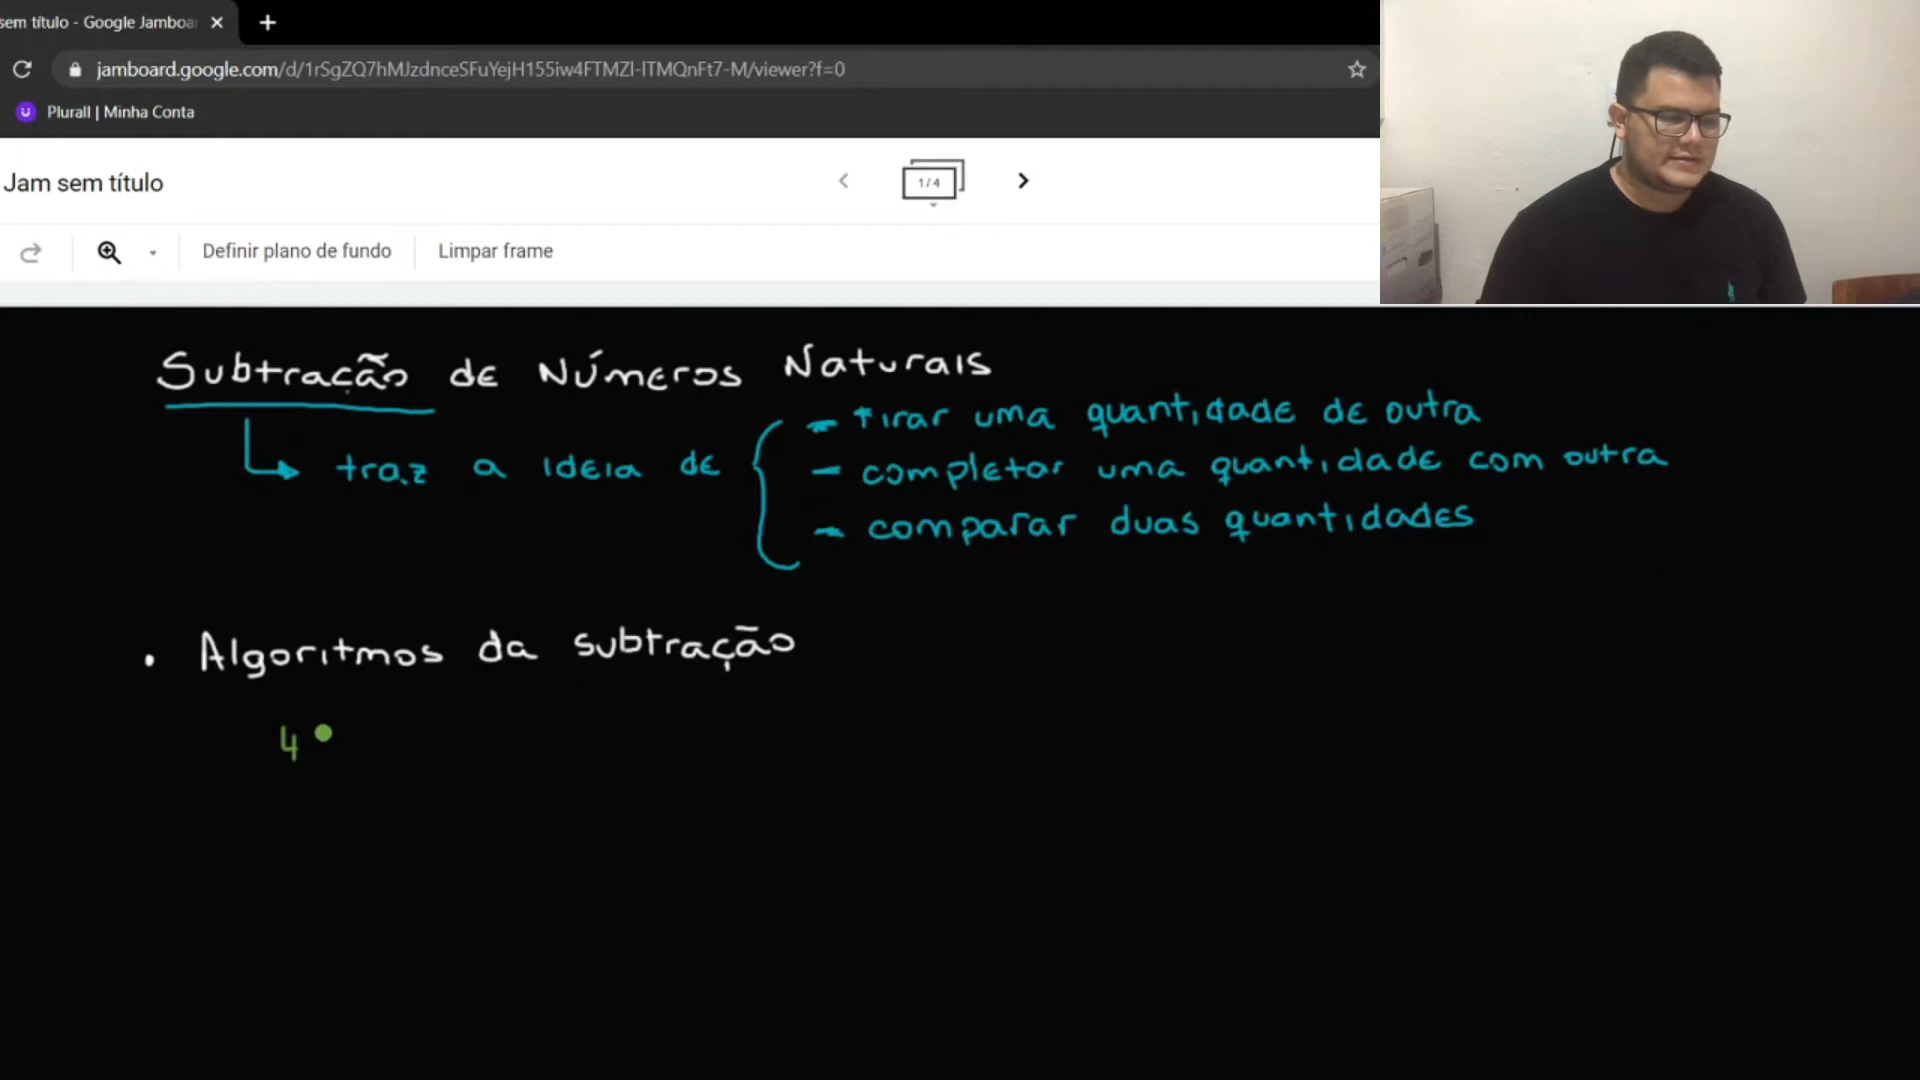 sem título - Google Jamboa
jamboard.google.com/d/1rSgZQ7hMJzdnceSFuYejH155iw4FTMZl-lTMQnFt7-M/viewer?f=0
Plurall | Minha Conta
Jam sem título
1/4
Definir plano de fundo Limpar frame
Subtração de Números Naturais
traz a ideia de
- tirar uma quantidade de outra
- completar uma quantidade com outra
- comparar duas quantidades
• Algoritmos da subtração
4